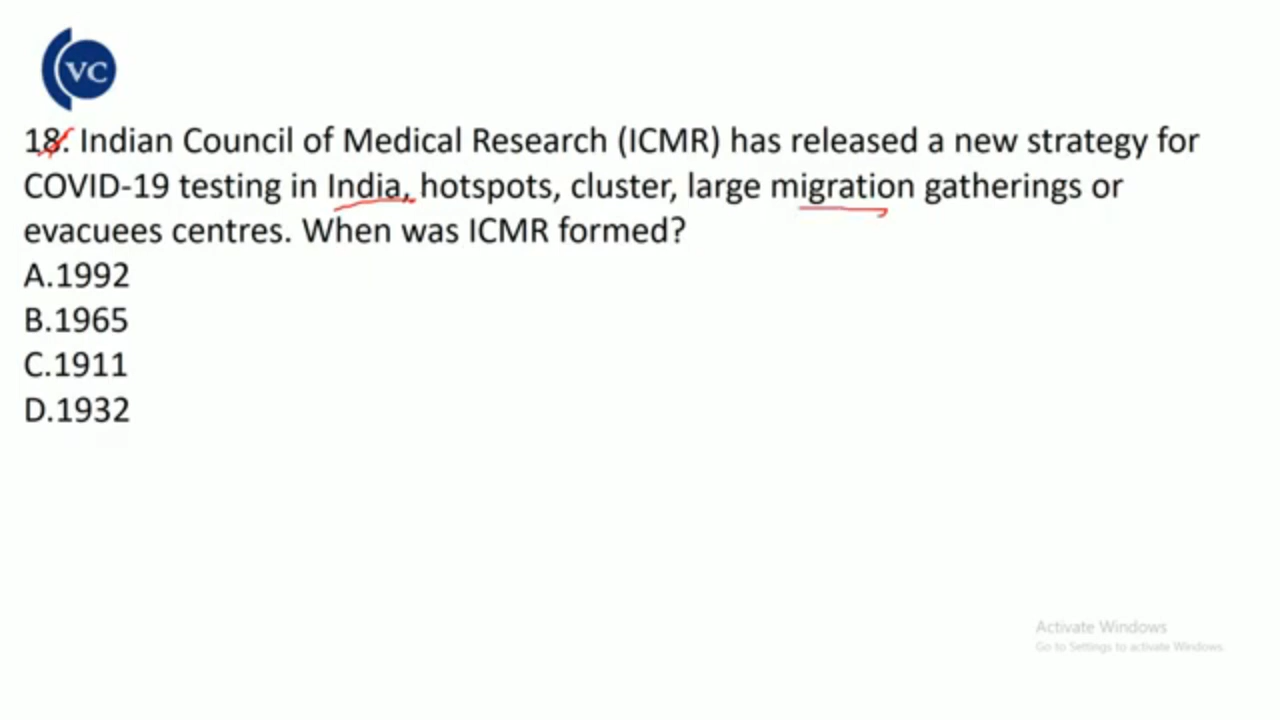 VC
18. Indian Council of Medical Research (ICMR) has released a new strategy for
COVID-19 testing in India, hotspots, cluster, large migration gatherings or
evacuees centres. When was ICMR formed?
A.1992
B.1965
C.1911
D.1932
Activate Windows
Go to Settings to activate Windows.